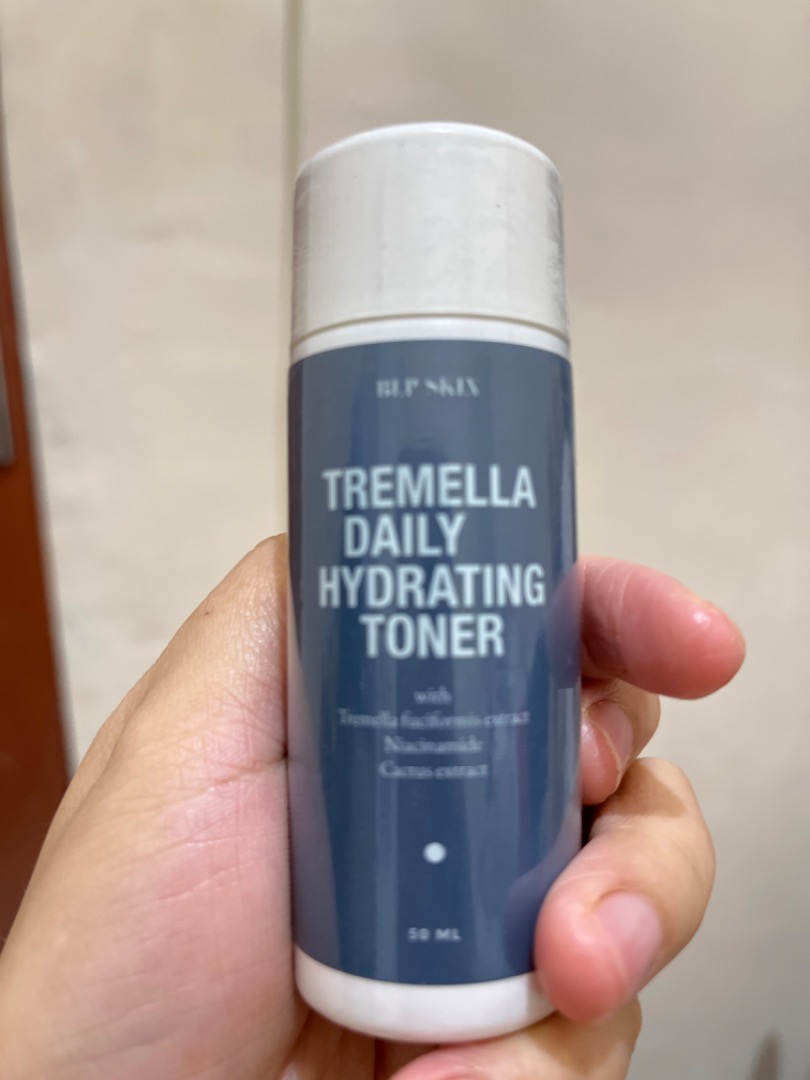 BLP SKIN
TREMELLA
DAILY
HYDRATING
TONER
with
Tremella fuciformis extract
Niacinamide
Cactus extract
50 ML